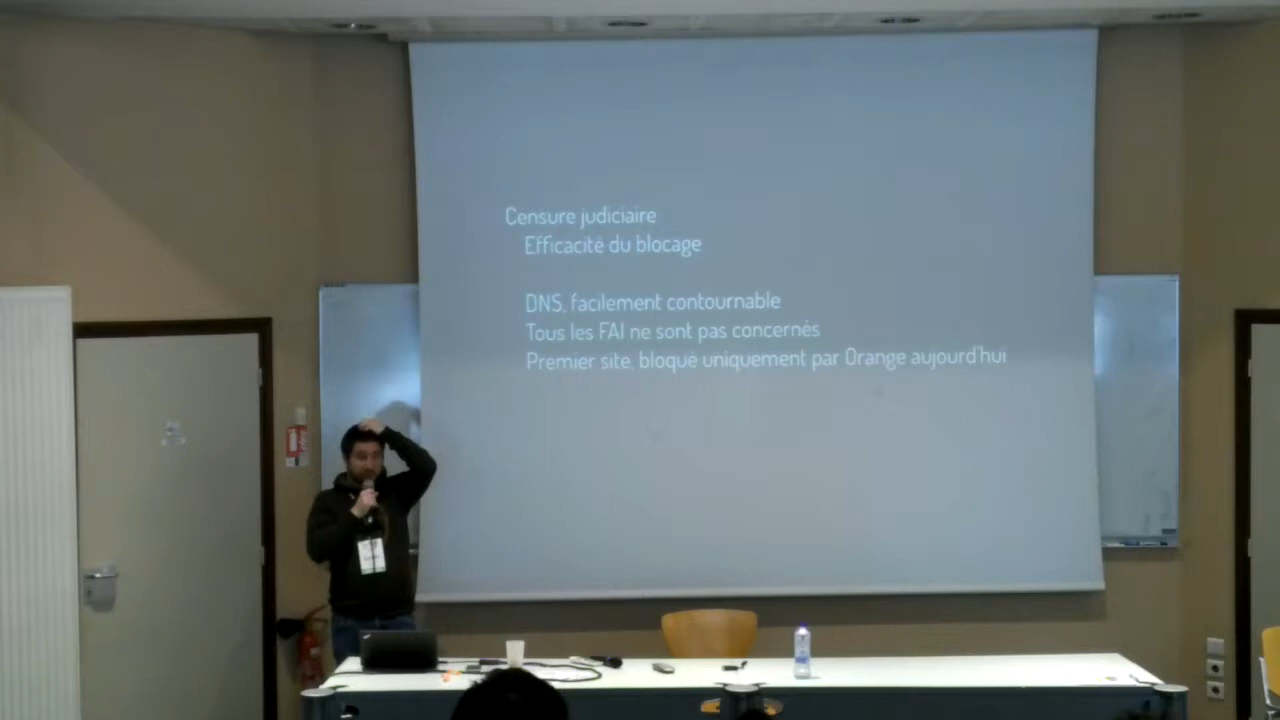 Censure judiciaire
Efficacité du blocage
DNS, facilement contournable
Tous les FAI ne sont pas concernés
Premier site, bloqué uniquement par Orange aujourd'hui